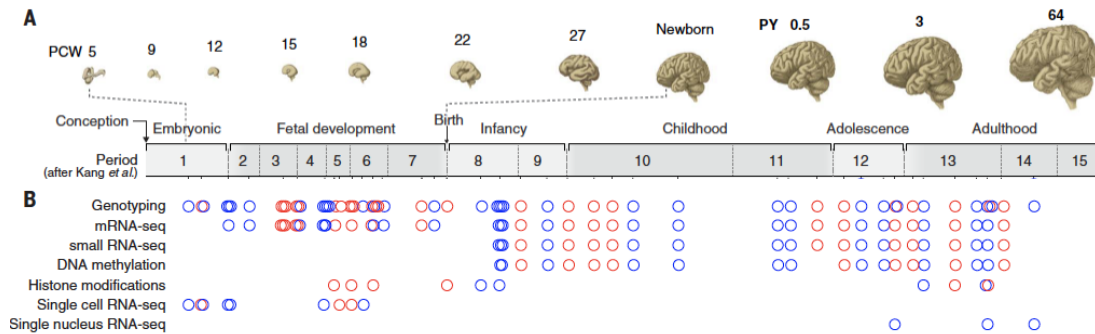 A
PCW 5 9 12 15 18 22 27 Newborn PY 0.5 3 64
Conception Embryonic Fetal development Birth Infancy Childhood Adolescence Adulthood
Period 1 2 3 4 5 6 7 8 9 10 11 12 13 14 15
(after Kang et al.)
B
Genotyping
mRNA-seq
small RNA-seq
DNA methylation
Histone modifications
Single cell RNA-seq
Single nucleus RNA-seq